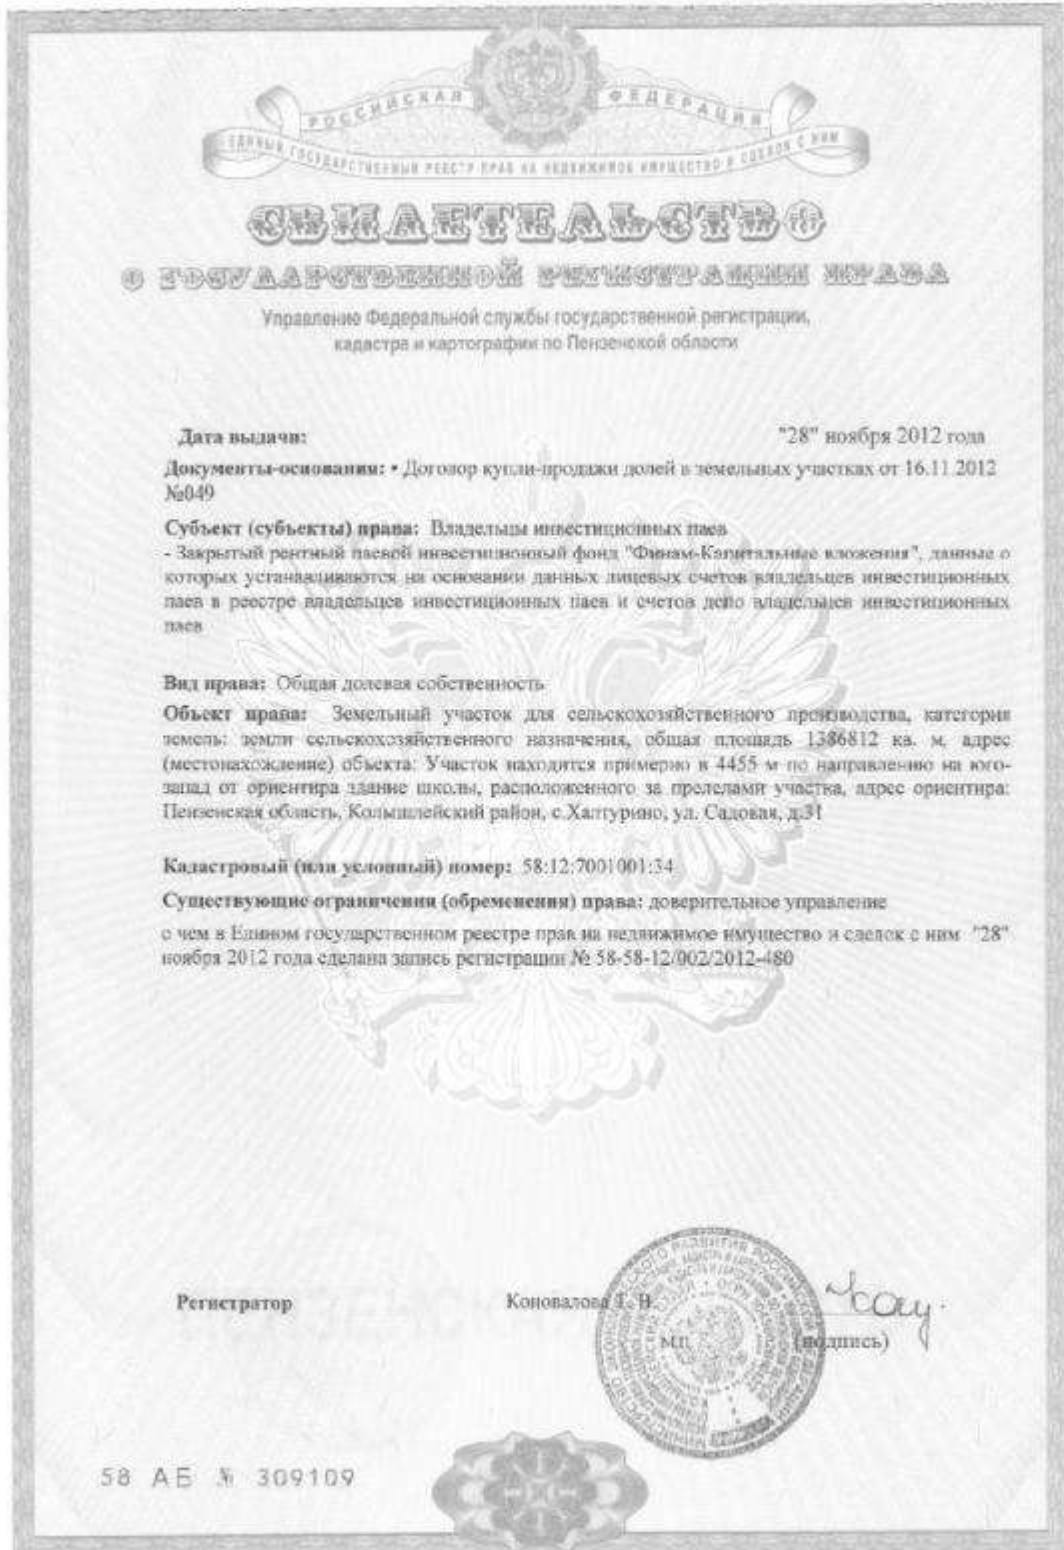 РОССИЙСКАЯ ФЕДЕРАЦИЯ
ЕДИНЫЙ ГОСУДАРСТВЕННЫЙ РЕЕСТР ПРАВ НА НЕДВИЖИМОЕ ИМУЩЕСТВО И СДЕЛОК С НИМ
СВИДЕТЕЛЬСТВО
О ГОСУДАРСТВЕННОЙ РЕГИСТРАЦИИ ПРАВА
Управление Федеральной службы государственной регистрации,
кадастра и картографии по Пензенской области
Дата выдачи: "28" ноября 2012 года
Документы-основания: • Договор купли-продажи долей в земельных участках от 16.11.2012
№049
Субъект (субъекты) права: Владельцы инвестиционных паев
- Закрытый рентный паевой инвестиционный фонд "Финам-Капитальные вложения", данные о
которых устанавливаются на основании данных лицевых счетов владельцев инвестиционных
паев в реестре владельцев инвестиционных паев и счетов депо владельцев инвестиционных
паев
Вид права: Общая долевая собственность
Объект права: Земельный участок для сельскохозяйственного производства, категория
земель: земли сельскохозяйственного назначения, общая площадь 1386812 кв. м, адрес
(местонахождение) объекта: Участок находится примерно в 4455 м по направлению на юго-
запад от ориентира здание школы, расположенного за пределами участка, адрес ориентира:
Пензенская область, Колышлейский район, с.Халтурино, ул. Садовая, д.31
Кадастровый (или условный) номер: 58:12:7001001:34
Существующие ограничения (обременения) права: доверительное управление
о чем в Едином государственном реестре прав на недвижимое имущество и сделок с ним "28"
ноября 2012 года сделана запись регистрации № 58-58-12/002/2012-480
Регистратор Коновалова Т. В.
М.П. (подпись)
58 АБ № 309109